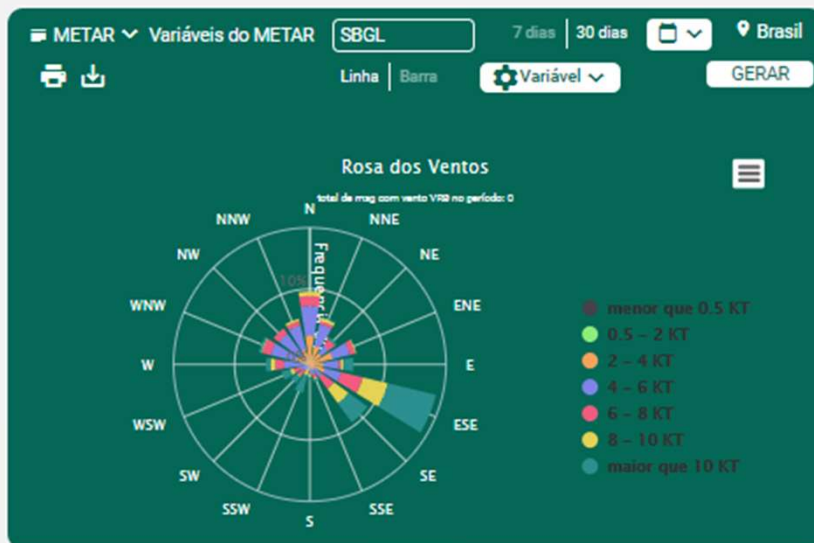 METAR Variáveis do METAR SBGL 7 dias 30 dias Brasil
Linha Barra Variável GERAR
Rosa dos Ventos
total de mag com vento VRB no período: 0
N
NNW NNE
NW NE
10%
WNW ENE
menor que 0.5 KT
0.5 – 2 KT
W E
2 – 4 KT
4 – 6 KT
6 – 8 KT
WSW ESE
8 – 10 KT
maior que 10 KT
SW SE
SSW SSE
S